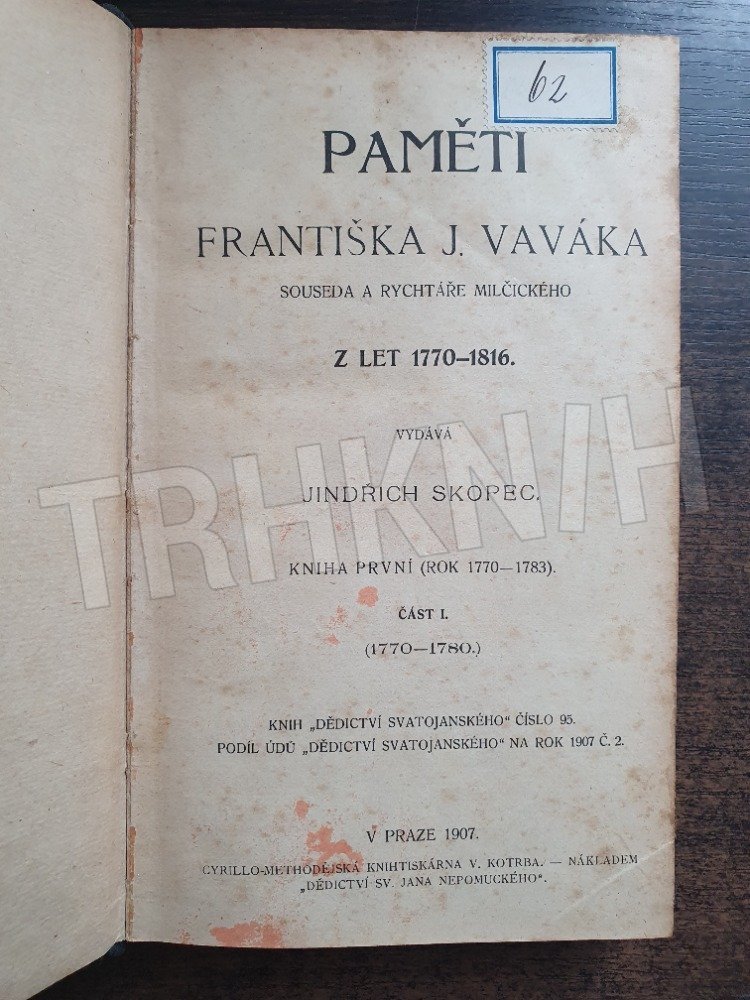 62
PAMĚTI
FRANTIŠKA J. VAVÁKA
SOUSEDA A RYCHTÁŘE MILČICKÉHO
Z LET 1770–1816.
VYDÁVÁ
JINDŘICH SKOPEC.
TRHKNIH
KNIHA PRVNÍ (ROK 1770—1783).
ČÁST I.
(1770—1780.)
KNIH „DĚDICTVÍ SVATOJANSKÉHO“ ČÍSLO 95.
PODÍL ÚDŮ „DĚDICTVÍ SVATOJANSKÉHO“ NA ROK 1907 Č. 2.
V PRAZE 1907.
CYRILLO-METHODĚJSKÁ KNIHTISKÁRNA V. KOTRBA. — NÁKLADEM
„DĚDICTVÍ SV. JANA NEPOMUCKÉHO“.